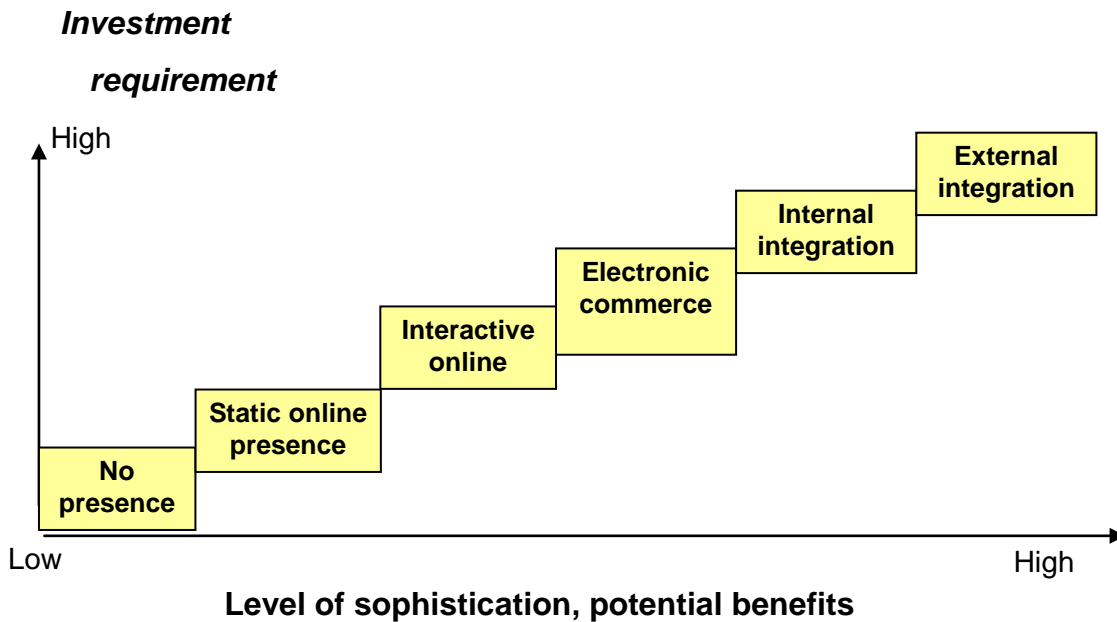 Investment
requirement
High
External
integration
Internal
integration
Electronic
commerce
Interactive
online
Static online
presence
No
presence
Low
High
Level of sophistication, potential benefits